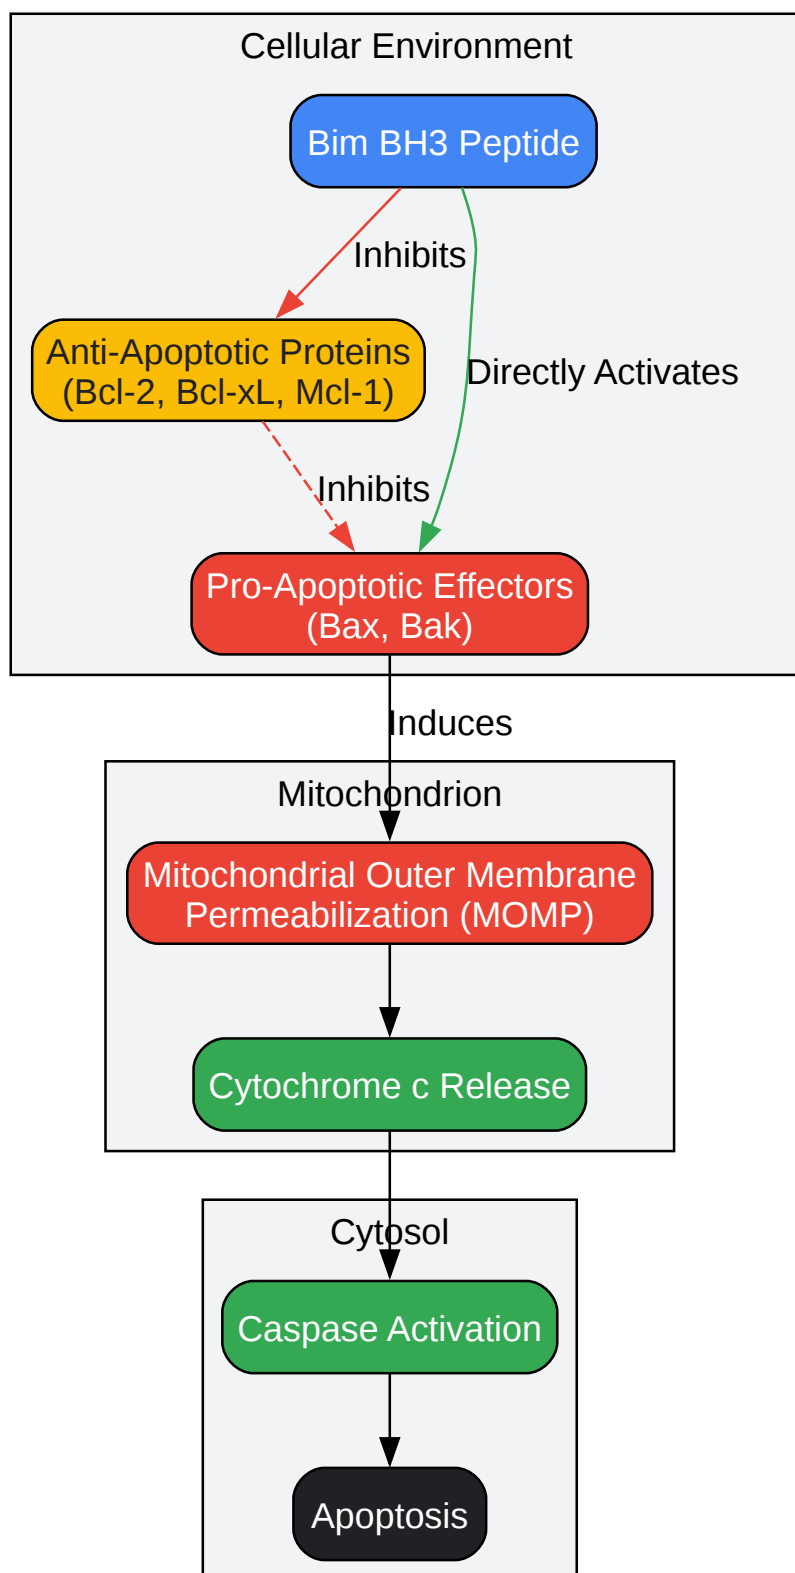 Cellular Environment
Bim BH3 Peptide
Inhibits
Anti-Apoptotic Proteins
(Bcl-2, Bcl-xL, Mcl-1)
Directly Activates
Inhibits
Pro-Apoptotic Effectors
(Bax, Bak)
Induces
Mitochondrion
Mitochondrial Outer Membrane
Permeabilization (MOMP)
Cytochrome c Release
Cytosol
Caspase Activation
Apoptosis